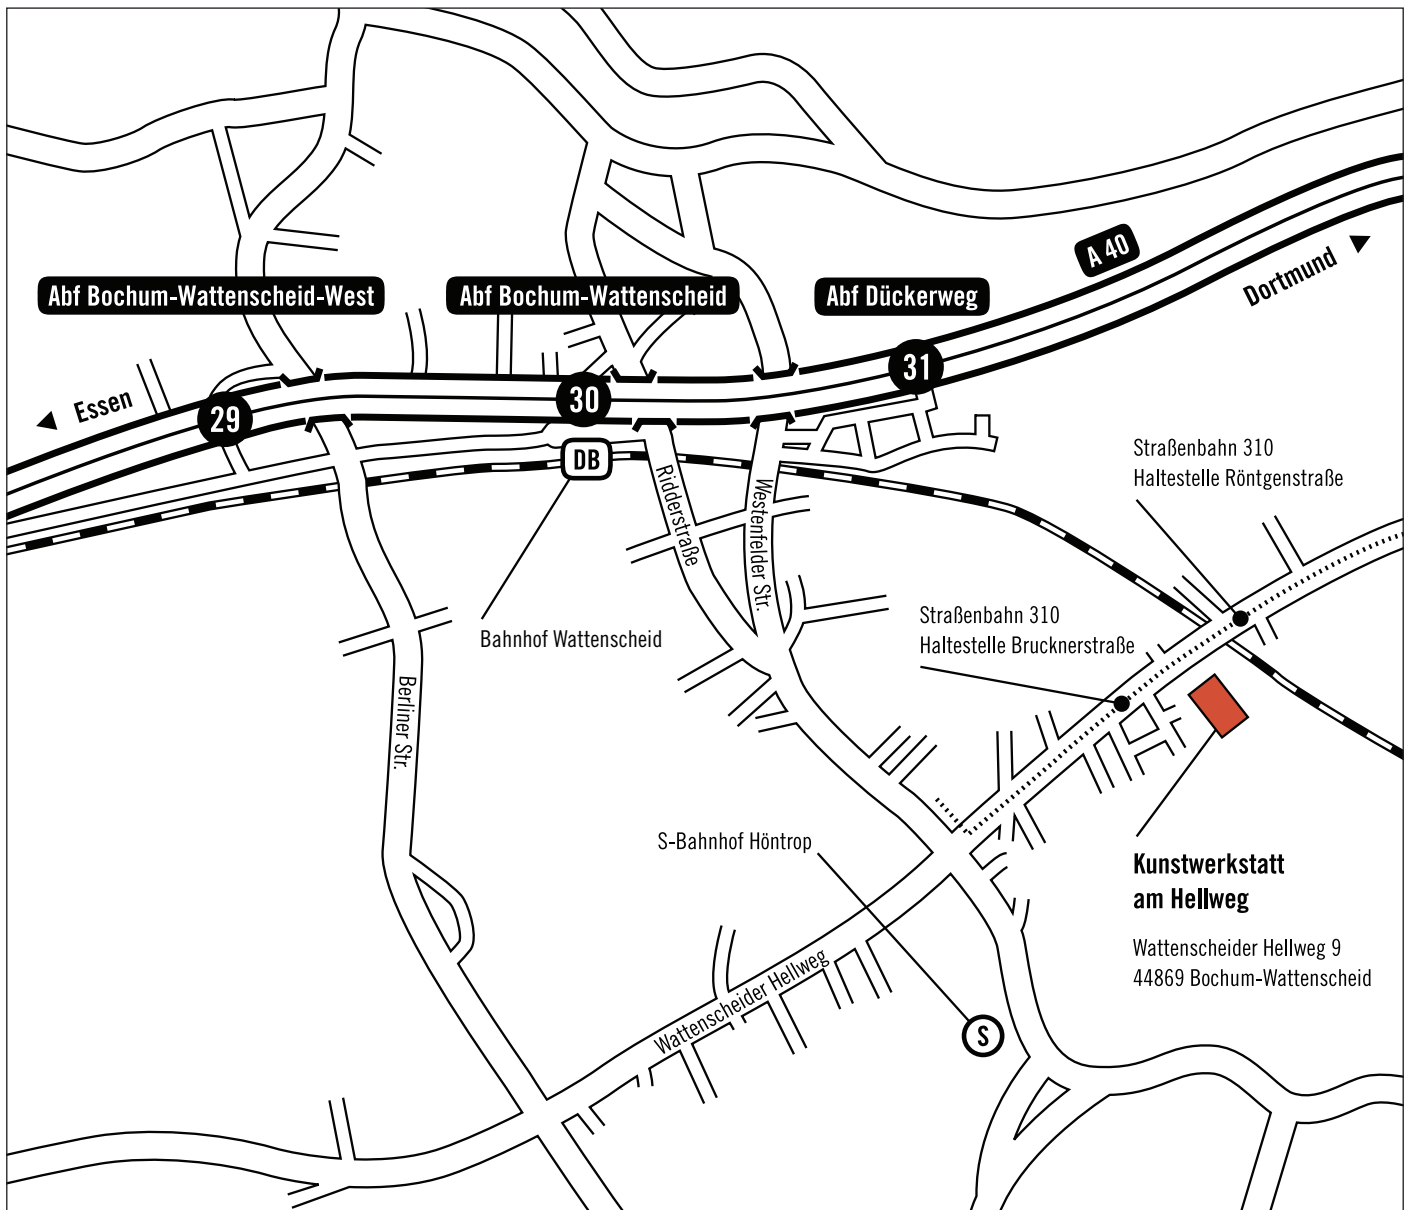 A 40
Dortmund
Abf Bochum-Wattenscheid-West
Abf Bochum-Wattenscheid
Abf Dückerweg
31
30
29
Essen
DB
Straßenbahn 310
Haltestelle Röntgenstraße
Ridderstraße
Westenfelder Str.
Straßenbahn 310
Haltestelle Brucknerstraße
Bahnhof Wattenscheid
Berliner Str.
S-Bahnhof Höntrop
Kunstwerkstatt
am Hellweg
Wattenscheider Hellweg 9
44869 Bochum-Wattenscheid
Wattenscheider Hellweg
S